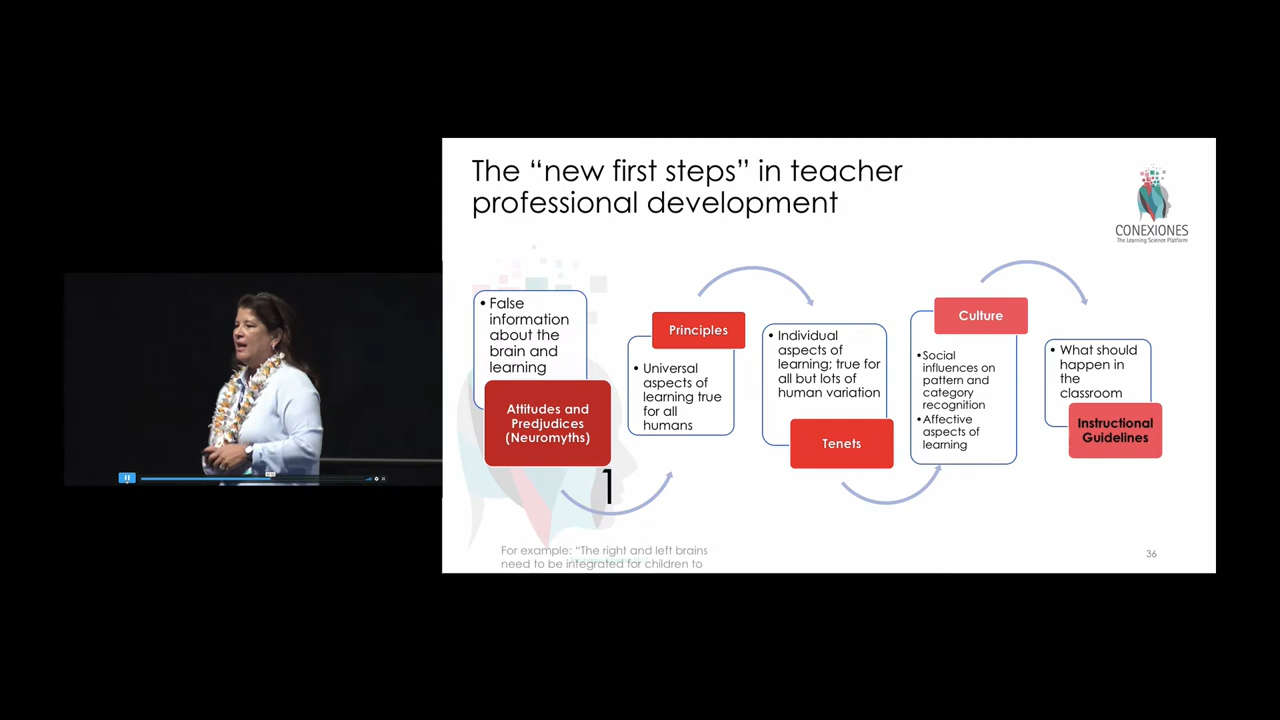 The “new first steps” in teacher
professional development
CONEXIONES
The Learning Science Platform
• False
information
about the
brain and
learning
Attitudes and
Predjudices
(Neuromyths)
1
Principles
• Universal
aspects of
learning true
for all
humans
• Individual
aspects of
learning; true for
all but lots of
human variation
Tenets
Culture
•Social
influences on
pattern and
category
recognition
•Affective
aspects of
learning
• What should
happen in
the
classroom
Instructional
Guidelines
For example: “The right and left brains
need to be integrated for children to
36